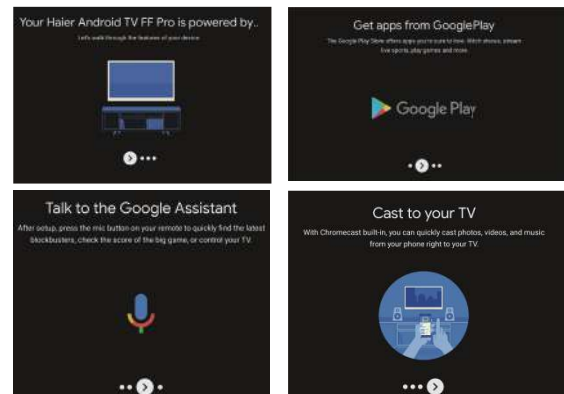 Your Haier Android TV FF Pro is powered by..
Let's walk through the features of your device
Get apps from GooglePlay
The Google Play Store offers apps you're sure to love. Watch shows, stream
live sports, play games and more.
Google Play
Talk to the Google Assistant
After setup, press the mic button on your remote to quickly find the latest
blockbusters, check the score of the big game, or control your TV.
Cast to your TV
With Chromecast built-in, you can quickly cast photos, videos, and music
from your phone right to your TV.